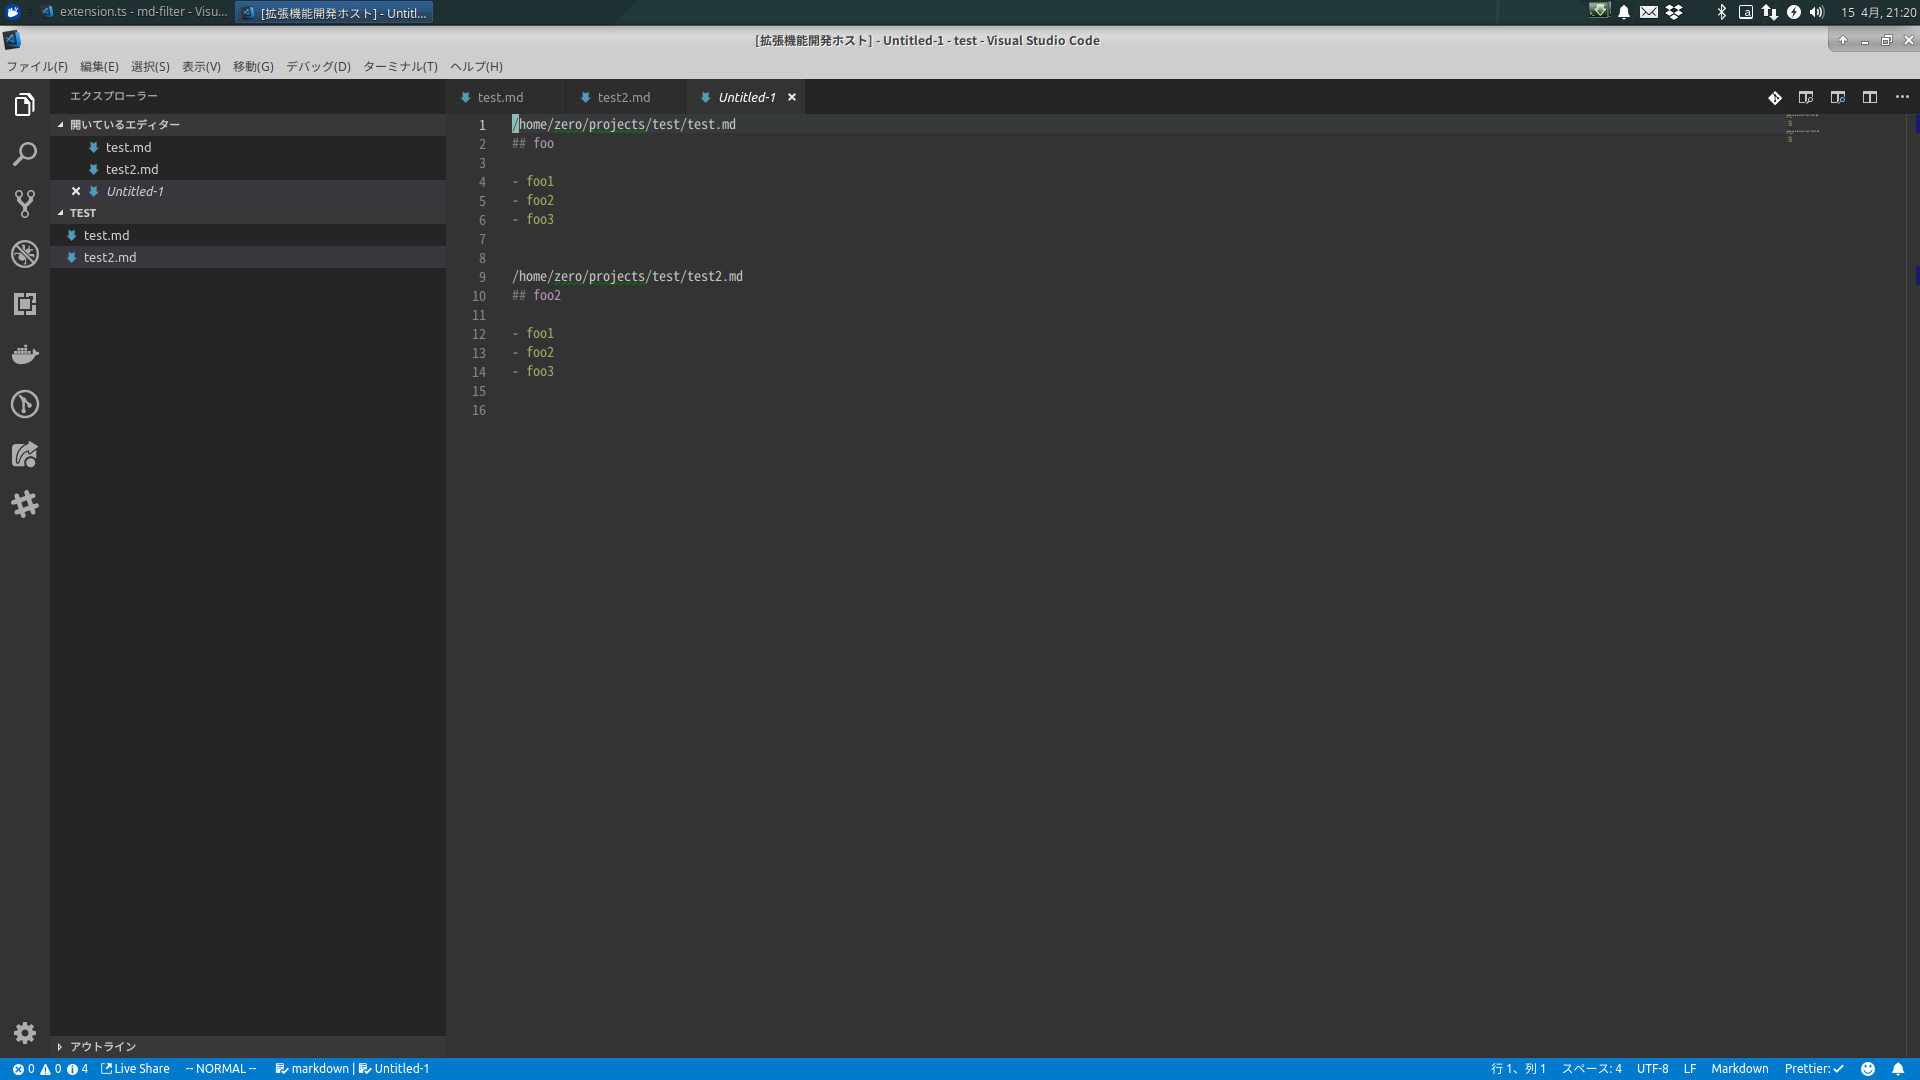 extension.ts - md-filter - Visu...
[拡張機能開発ホスト] - Untitl...
15 4月, 21:20
[拡張機能開発ホスト] - Untitled-1 - test - Visual Studio Code
ファイル(F) 編集(E) 選択(S) 表示(V) 移動(G) デバッグ(D) ターミナル(T) ヘルプ(H)
エクスプローラー
開いているエディター
test.md
test2.md
Untitled-1
TEST
test.md
test2.md
アウトライン
test.md test2.md Untitled-1
1 /home/zero/projects/test/test.md
2 ## foo
3
4 - foo1
5 - foo2
6 - foo3
7
8
9 /home/zero/projects/test/test2.md
10 ## foo2
11
12 - foo1
13 - foo2
14 - foo3
15
16
0 0 4 Live Share -- NORMAL -- markdown | Untitled-1
行 1、列 1 スペース: 4 UTF-8 LF Markdown Prettier: ✓